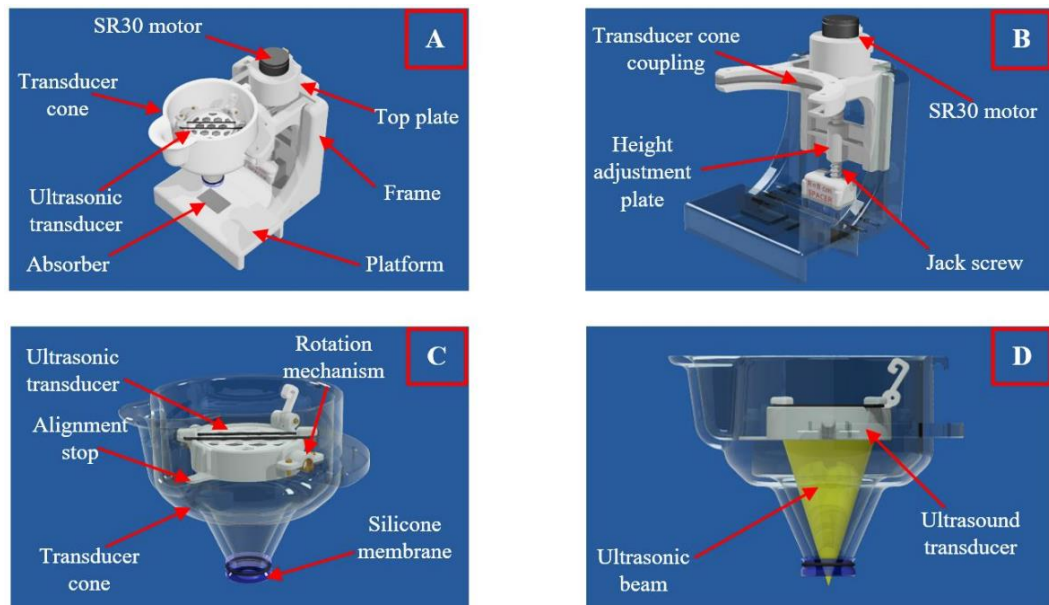 A
SR30 motor
Transducer
cone
Top plate
Ultrasonic
transducer
Frame
Absorber
Platform
B
Transducer cone
coupling
SR30 motor
Height
adjustment
plate
SPACER
Jack screw
C
Ultrasonic
transducer
Rotation
mechanism
Alignment
stop
Silicone
membrane
Transducer
cone
D
Ultrasonic
beam
Ultrasound
transducer